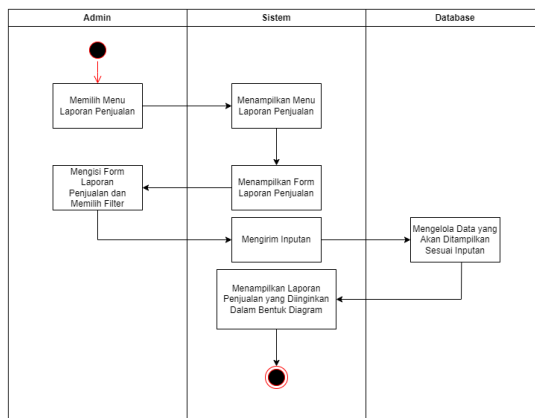 Admin
Sistem
Database
Memilih Menu
Laporan Penjualan
Menampilkan Menu
Laporan Penjualan
Mengisi Form
Laporan
Penjualan dan
Memilih Filter
Menampilkan Form
Laporan Penjualan
Mengirim Inputan
Mengelola Data yang
Akan Ditampilkan
Sesuai Inputan
Menampilkan Laporan
Penjualan yang Diinginkan
Dalam Bentuk Diagram